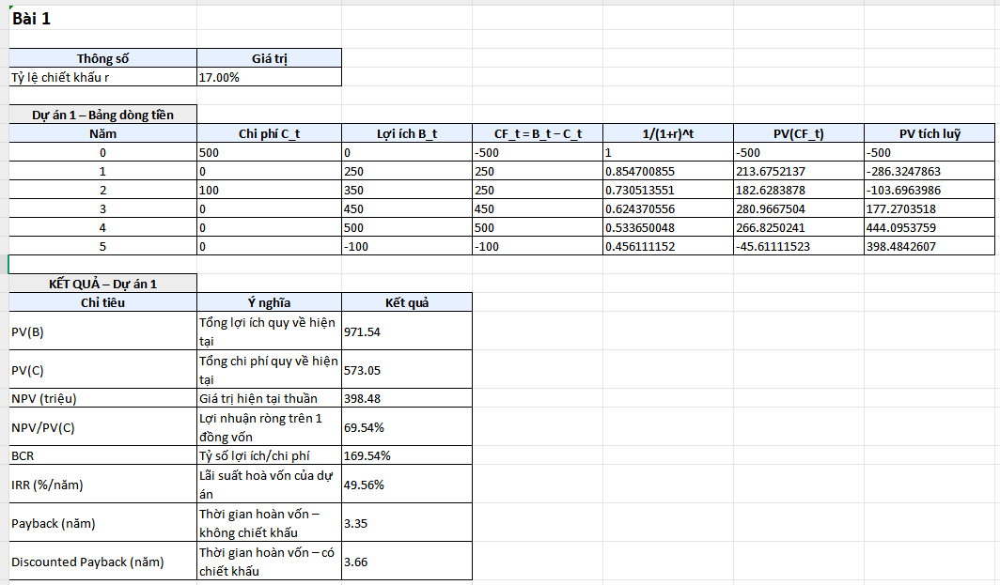 Bài 1
Thông số Giá trị
Tỷ lệ chiết khấu r 17.00%
Dự án 1 – Bảng dòng tiền
Năm Chi phí C_t Lợi ích B_t CF_t = B_t − C_t 1/(1+r)^t PV(CF_t) PV tích luỹ
0 500 0 -500 1 -500 -500
1 0 250 250 0.854700855 213.6752137 -286.3247863
2 100 350 250 0.730513551 182.6283878 -103.6963986
3 0 450 450 0.624370556 280.9667504 177.2703518
4 0 500 500 0.533650048 266.8250241 444.0953759
5 0 -100 -100 0.456111152 -45.61111523 398.4842607
KẾT QUẢ – Dự án 1
Chỉ tiêu Ý nghĩa Kết quả
PV(B) Tổng lợi ích quy về hiện
tại 971.54
PV(C) Tổng chi phí quy về hiện
tại 573.05
NPV (triệu) Giá trị hiện tại thuần 398.48
NPV/PV(C) Lợi nhuận ròng trên 1
đồng vốn 69.54%
BCR Tỷ số lợi ích/chi phí 169.54%
IRR (%/năm) Lãi suất hoà vốn của dự
án 49.56%
Payback (năm) Thời gian hoàn vốn –
không chiết khấu 3.35
Discounted Payback (năm) Thời gian hoàn vốn – có
chiết khấu 3.66